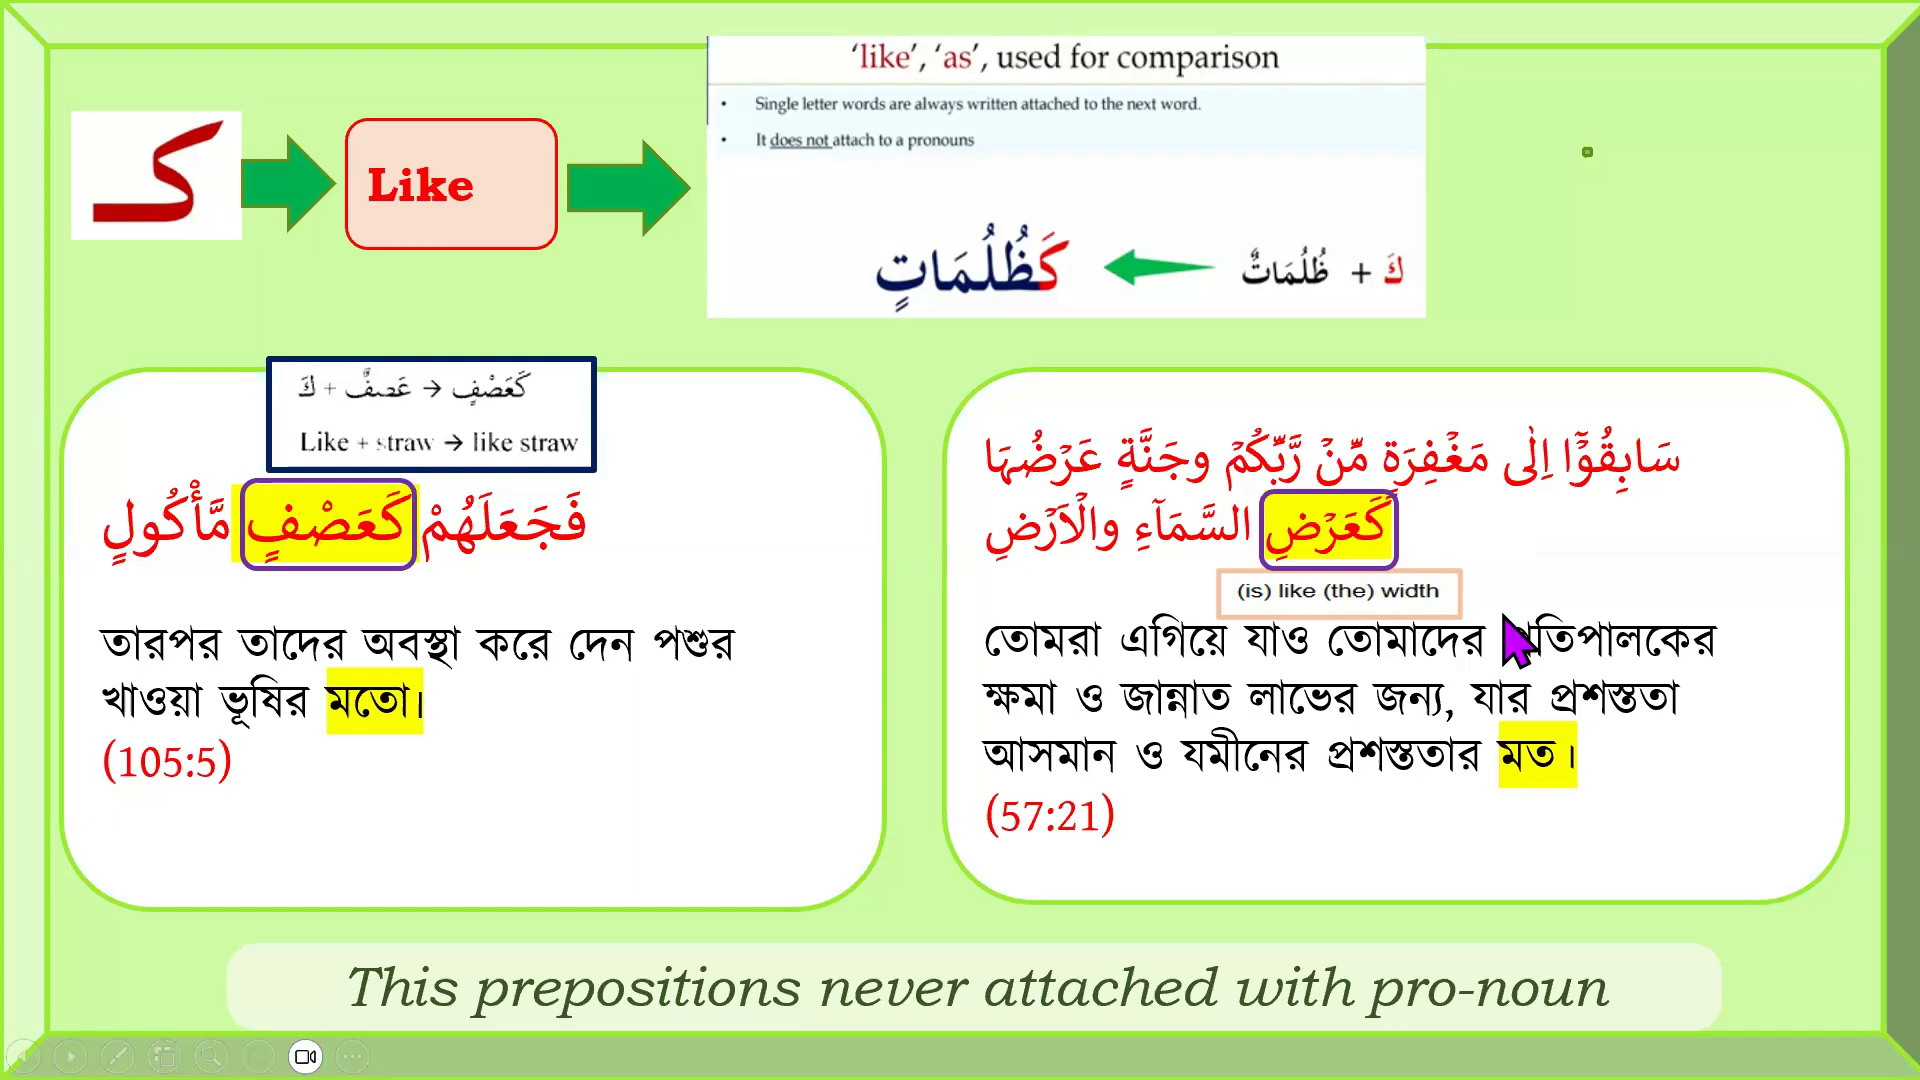 ‘like’, ‘as’, used for comparison
• Single letter words are always written attached to the next word.
• It does not attach to a pronouns
كـ
Like
كَ + ظُلُمَاتٌ
كَظُلُمَاتٍ
كَ + عَصفٌ → كَعَصْفٍ
Like + straw → like straw
فَجَعَلَهُمْ كَعَصْفٍ مَّأْكُولٍ
তারপর তাদের অবস্থা করে দেন পশুর
খাওয়া ভূষির মতো।
(105:5)
سَابِقُوْٓا اِلٰى مَغْفِرَةٍ مِّنْ رَّبِّكُمْ وجَنَّةٍ عَرْضُهَا
كَعَرْضِ السَّمَآءِ والْاَرْضِ
(is) like (the) width
তোমরা এগিয়ে যাও তোমাদের প্রতিপালকের
ক্ষমা ও জান্নাত লাভের জন্য, যার প্রশস্ততা
আসমান ও যমীনের প্রশস্ততার মত।
(57:21)
This prepositions never attached with pro-noun